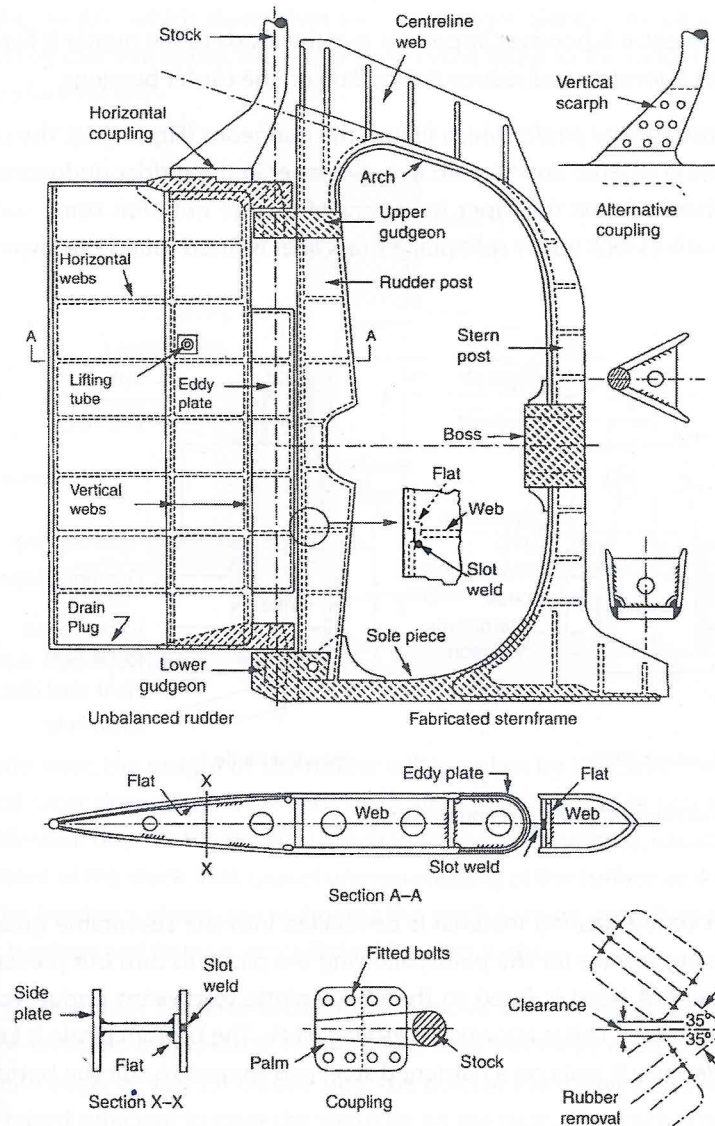 Stock
Centreline
web
Vertical
scarph
Horizontal
coupling
Arch
Alternative
coupling
Upper
gudgeon
Horizontal
webs
Rudder post
A
A
Stern
post
Lifting
tube
Eddy
plate
Boss
Flat
Web
Vertical
webs
Slot
weld
Drain
Plug
Sole piece
Lower
gudgeon
Unbalanced rudder
Fabricated sternframe
Flat
X
Eddy plate
Flat
Web
Web
X
Slot weld
Section A–A
Side
plate
Slot
weld
Flat
Section X–X
Fitted bolts
Palm
Stock
Coupling
Clearance
35°
35°
Rubber
removal